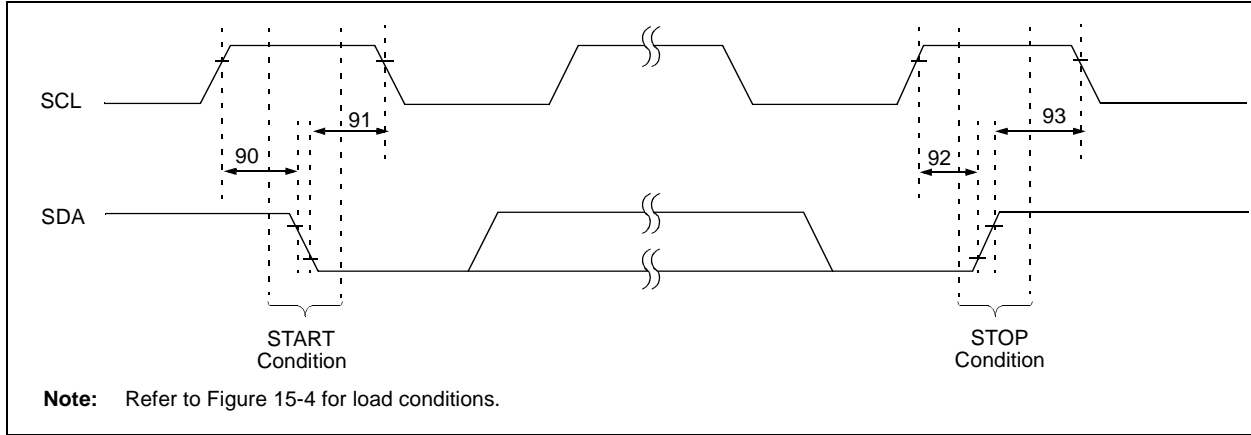 SCL
91
93
90
92
SDA
START
Condition
STOP
Condition
Note: Refer to Figure 15-4 for load conditions.